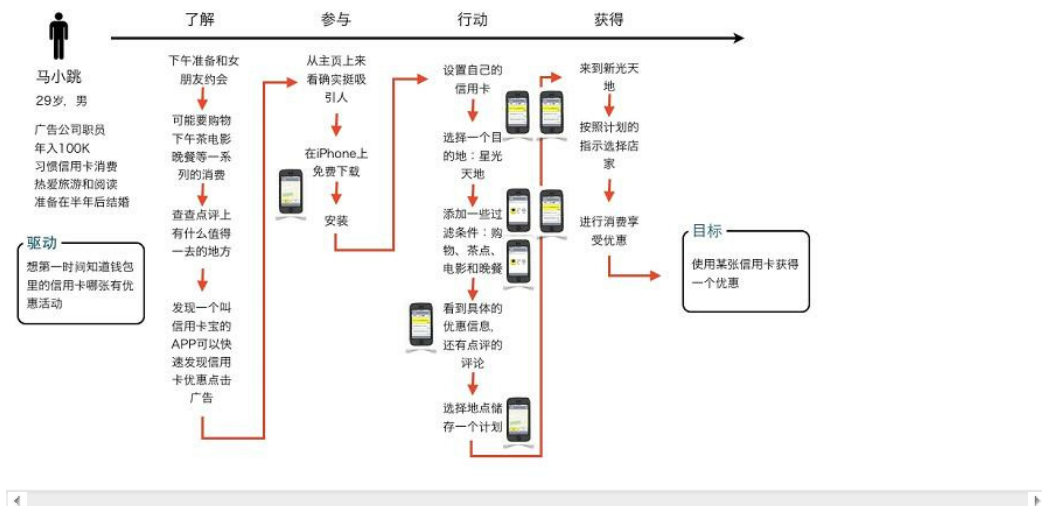 了解
参与
行动
获得
马小跳
29岁，男
广告公司职员
年入100K
习惯信用卡消费
热爱旅游和阅读
准备在半年后结婚
驱动
想第一时间知道钱包
里的信用卡哪张有优
惠活动
下午准备和女
朋友约会
可能要购物
下午茶电影
晚餐等一系
列的消费
查查点评上
有什么值得
一去的地方
发现一个叫
信用卡宝的
APP可以快
速发现信用
卡优惠点击
广告
从主页上来
看确实挺吸
引人
在iPhone上
免费下载
安装
设置自己的
信用卡
选择一个目
的地：星光
天地
添加一些过
滤条件：购
物、茶点、
电影和晚餐
看到具体的
优惠信息，
还有点评的
评论
选择地点储
存一个计划
来到新光天
地
按照计划的
指示选择店
家
进行消费享
受优惠
目标
使用某张信用卡获得
一个优惠